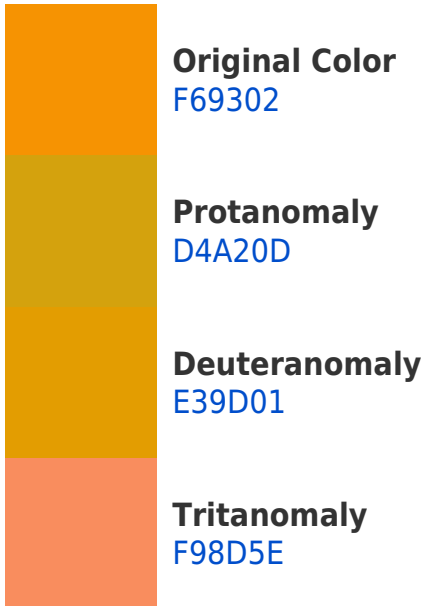 Original Color
F69302
Protanomaly
D4A20D
Deuteranomaly
E39D01
Tritanomaly
F98D5E